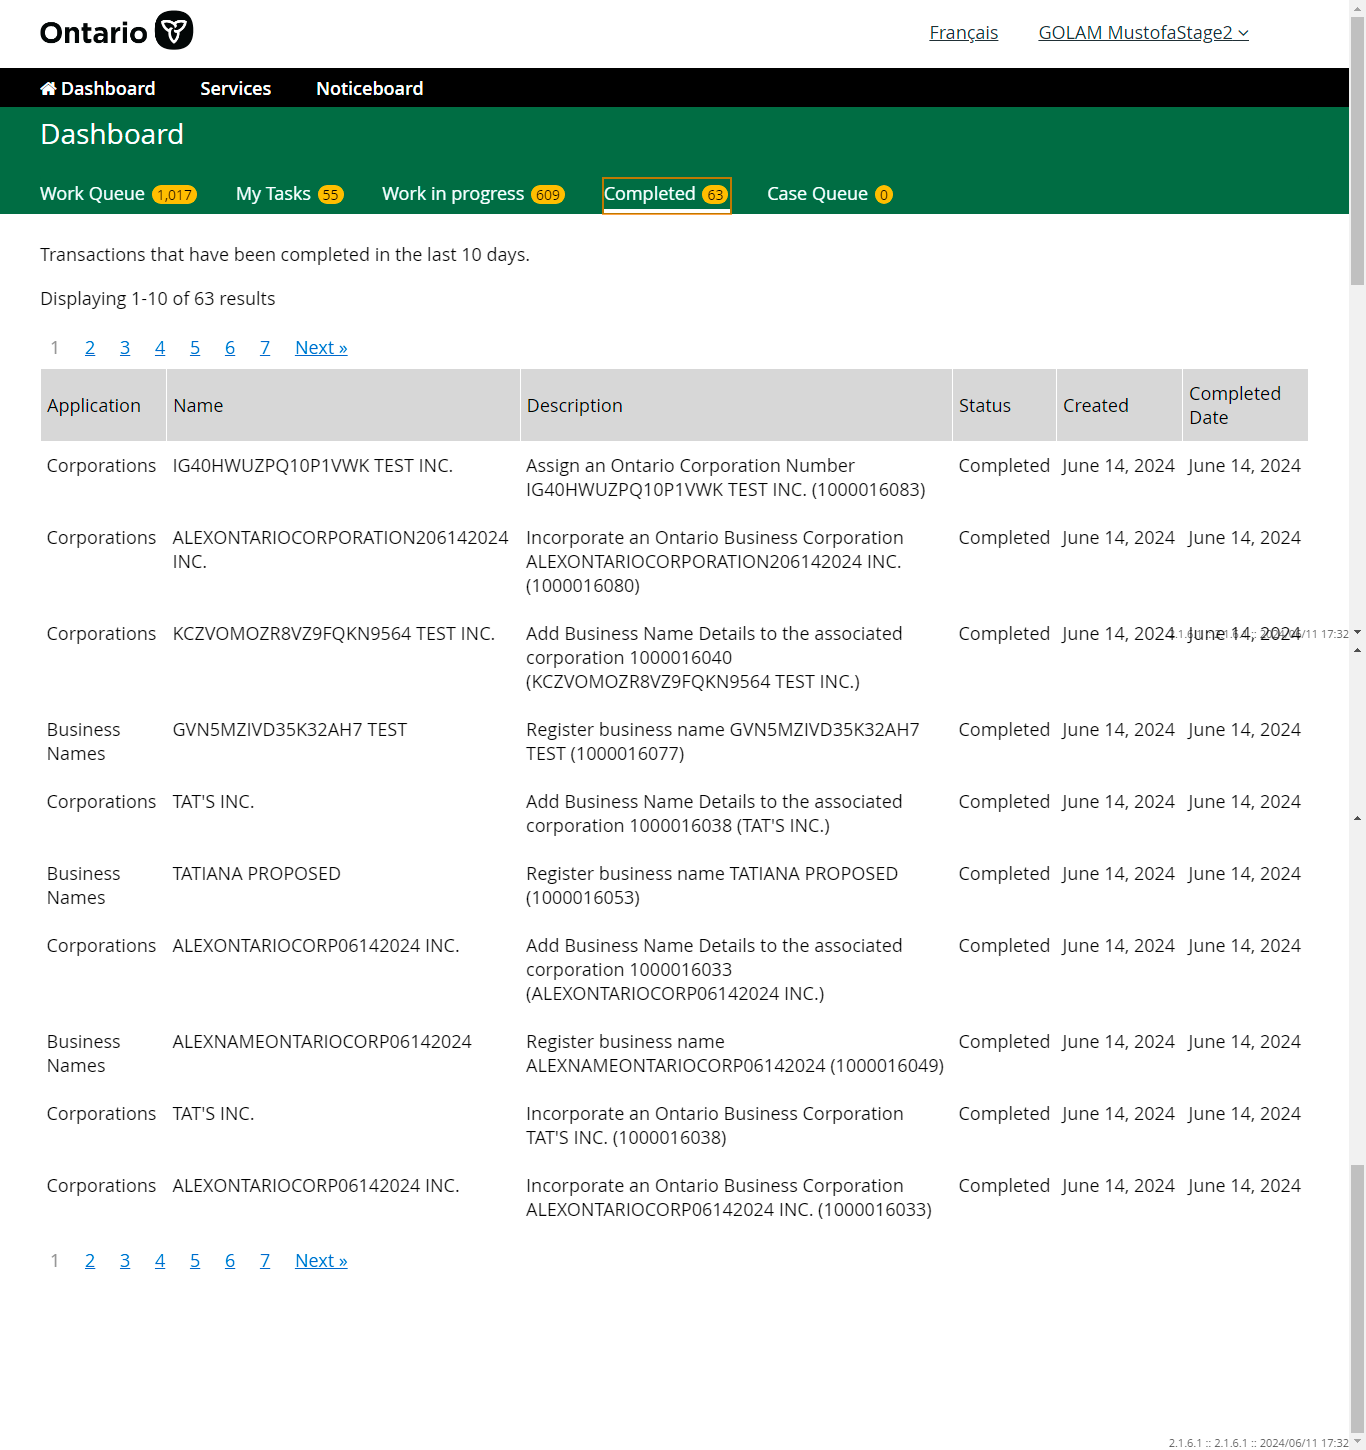 Ontario
Français GOLAM MustofaStage2
Dashboard Services Noticeboard
Dashboard
Work Queue 1,017 My Tasks 55 Work in progress 609 Completed 63 Case Queue 0
Transactions that have been completed in the last 10 days.
Displaying 1-10 of 63 results
1 2 3 4 5 6 7 Next »
Application Name Description Status Created Completed
Date
Corporations IG40HWUZPQ10P1VWK TEST INC. Assign an Ontario Corporation Number Completed June 14, 2024 June 14, 2024
IG40HWUZPQ10P1VWK TEST INC. (1000016083)
Corporations ALEXONTARIOCORPORATION206142024 Incorporate an Ontario Business Corporation Completed June 14, 2024 June 14, 2024
INC. ALEXONTARIOCORPORATION206142024 INC.
(1000016080)
Corporations KCZVOMOZR8VZ9FQKN9564 TEST INC. Add Business Name Details to the associated Completed June 14, 2024 June 14, 2024
2.1.6.1 :: 2.1.6.1 :: 2024/06/11 17:32
corporation 1000016040
(KCZVOMOZR8VZ9FQKN9564 TEST INC.)
Business GVN5MZIVD35K32AH7 TEST Register business name GVN5MZIVD35K32AH7 Completed June 14, 2024 June 14, 2024
Names TEST (1000016077)
Corporations TAT'S INC. Add Business Name Details to the associated Completed June 14, 2024 June 14, 2024
corporation 1000016038 (TAT'S INC.)
Business TATIANA PROPOSED Register business name TATIANA PROPOSED Completed June 14, 2024 June 14, 2024
Names (1000016053)
Corporations ALEXONTARIOCORP06142024 INC. Add Business Name Details to the associated Completed June 14, 2024 June 14, 2024
corporation 1000016033
(ALEXONTARIOCORP06142024 INC.)
Business ALEXNAMEONTARIOCORP06142024 Register business name Completed June 14, 2024 June 14, 2024
Names ALEXNAMEONTARIOCORP06142024 (1000016049)
Corporations TAT'S INC. Incorporate an Ontario Business Corporation Completed June 14, 2024 June 14, 2024
TAT'S INC. (1000016038)
Corporations ALEXONTARIOCORP06142024 INC. Incorporate an Ontario Business Corporation Completed June 14, 2024 June 14, 2024
ALEXONTARIOCORP06142024 INC. (1000016033)
1 2 3 4 5 6 7 Next »
2.1.6.1 :: 2.1.6.1 :: 2024/06/11 17:32